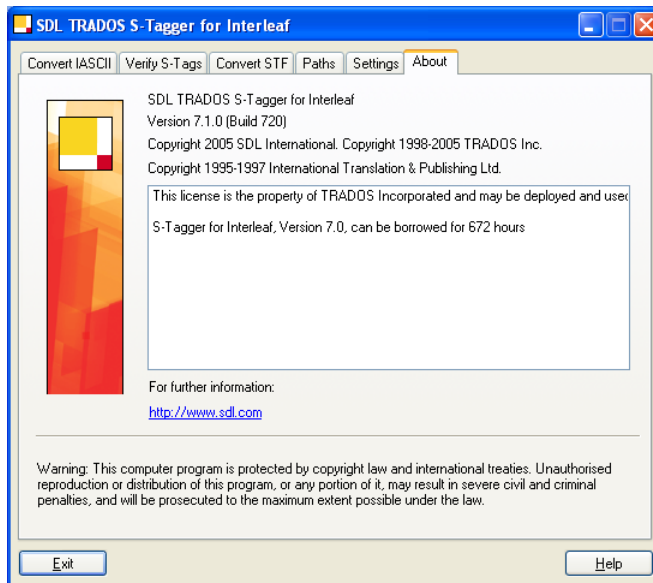 SDL TRADOS S-Tagger for Interleaf
Convert IASCII Verify S-Tags Convert STF Paths Settings About
SDL TRADOS S-Tagger for Interleaf
Version 7.1.0 (Build 720)
Copyright 2005 SDL International. Copyright 1998-2005 TRADOS Inc.
Copyright 1995-1997 International Translation & Publishing Ltd.
This license is the property of TRADOS Incorporated and may be deployed and used
S-Tagger for Interleaf, Version 7.0, can be borrowed for 672 hours
For further information:
http://www.sdl.com
Warning: This computer program is protected by copyright law and international treaties. Unauthorised
reproduction or distribution of this program, or any portion of it, may result in severe civil and criminal
penalties, and will be prosecuted to the maximum extent possible under the law.
Exit Help